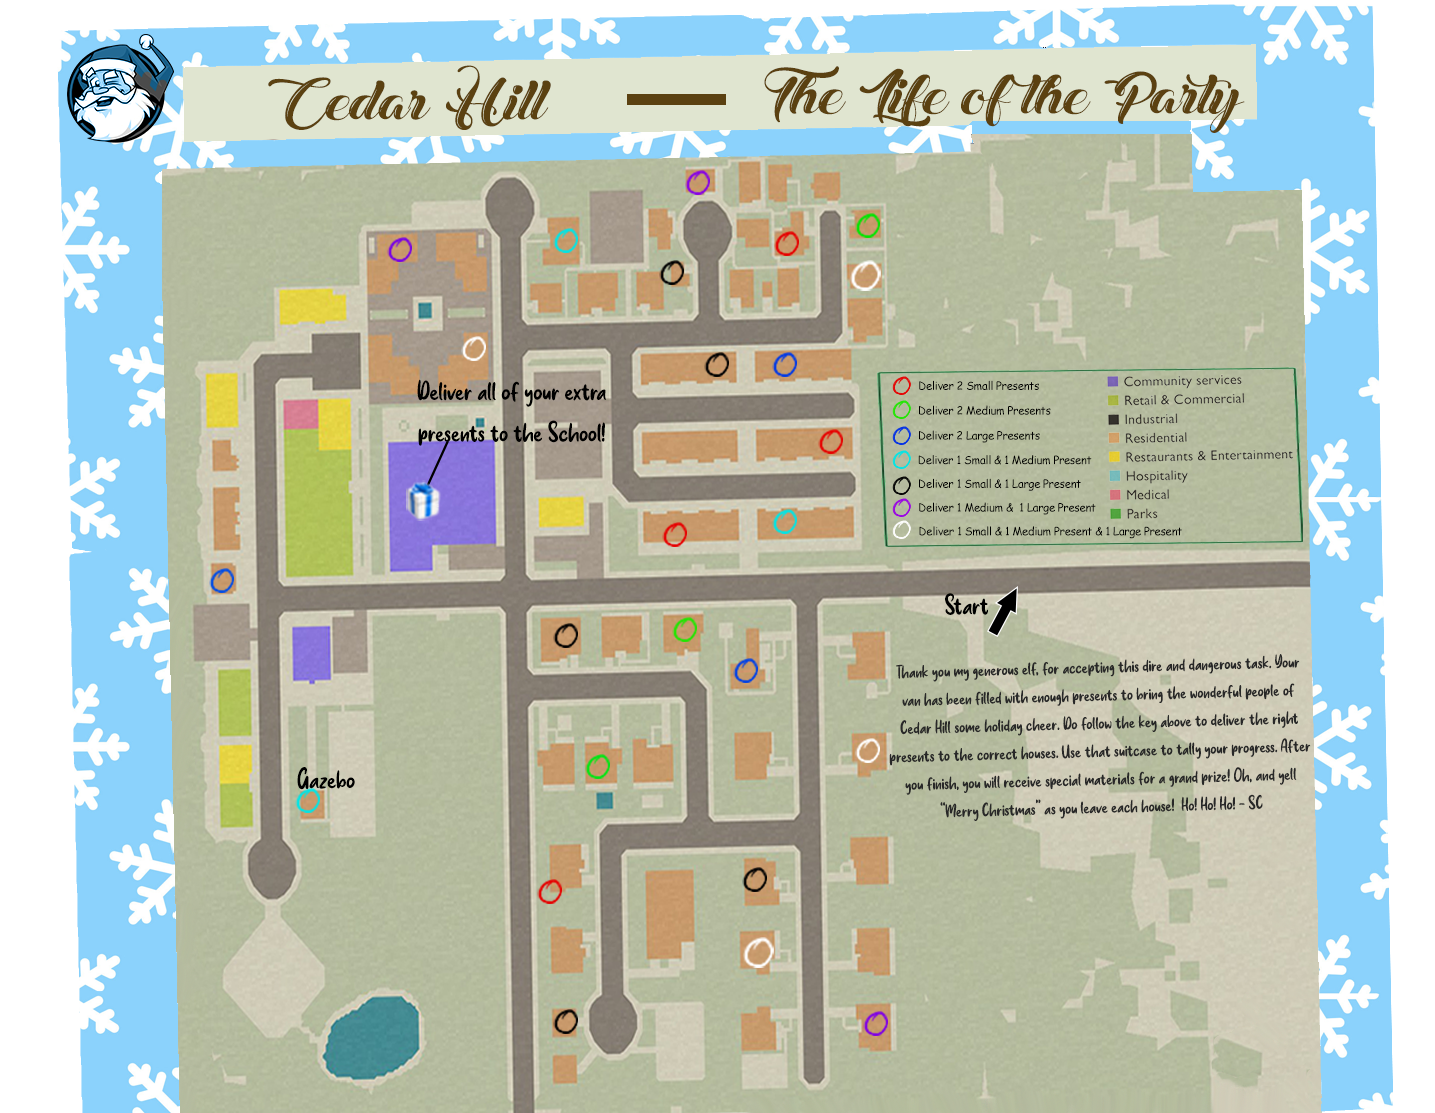 Cedar Hill — The Life of the Party
Deliver all of your extra
presents to the School!
Deliver 2 Small Presents
Deliver 2 Medium Presents
Deliver 2 Large Presents
Deliver 1 Small & 1 Medium Present
Deliver 1 Small & 1 Large Present
Deliver 1 Medium & 1 Large Present
Deliver 1 Small & 1 Medium Present & 1 Large Present
Community services
Retail & Commercial
Industrial
Residential
Restaurants & Entertainment
Hospitality
Medical
Parks
Start
Thank you my generous elf, for accepting this dire and dangerous task. Your
van has been filled with enough presents to bring the wonderful people of
Cedar Hill some holiday cheer. Do follow the key above to deliver the right
presents to the correct houses. Use that suitcase to tally your progress. After
you finish, you will receive special materials for a grand prize! Oh, and yell
"Merry Christmas" as you leave each house! Ho! Ho! Ho! - SC
Gazebo